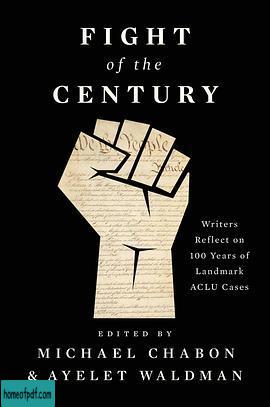 FIGHT
of the
CENTURY
We the People
Writers
Reflect on
100 Years of
Landmark
ACLU Cases
EDITED BY
MICHAEL CHABON
& AYELET WALDMAN
homeofpdf.com